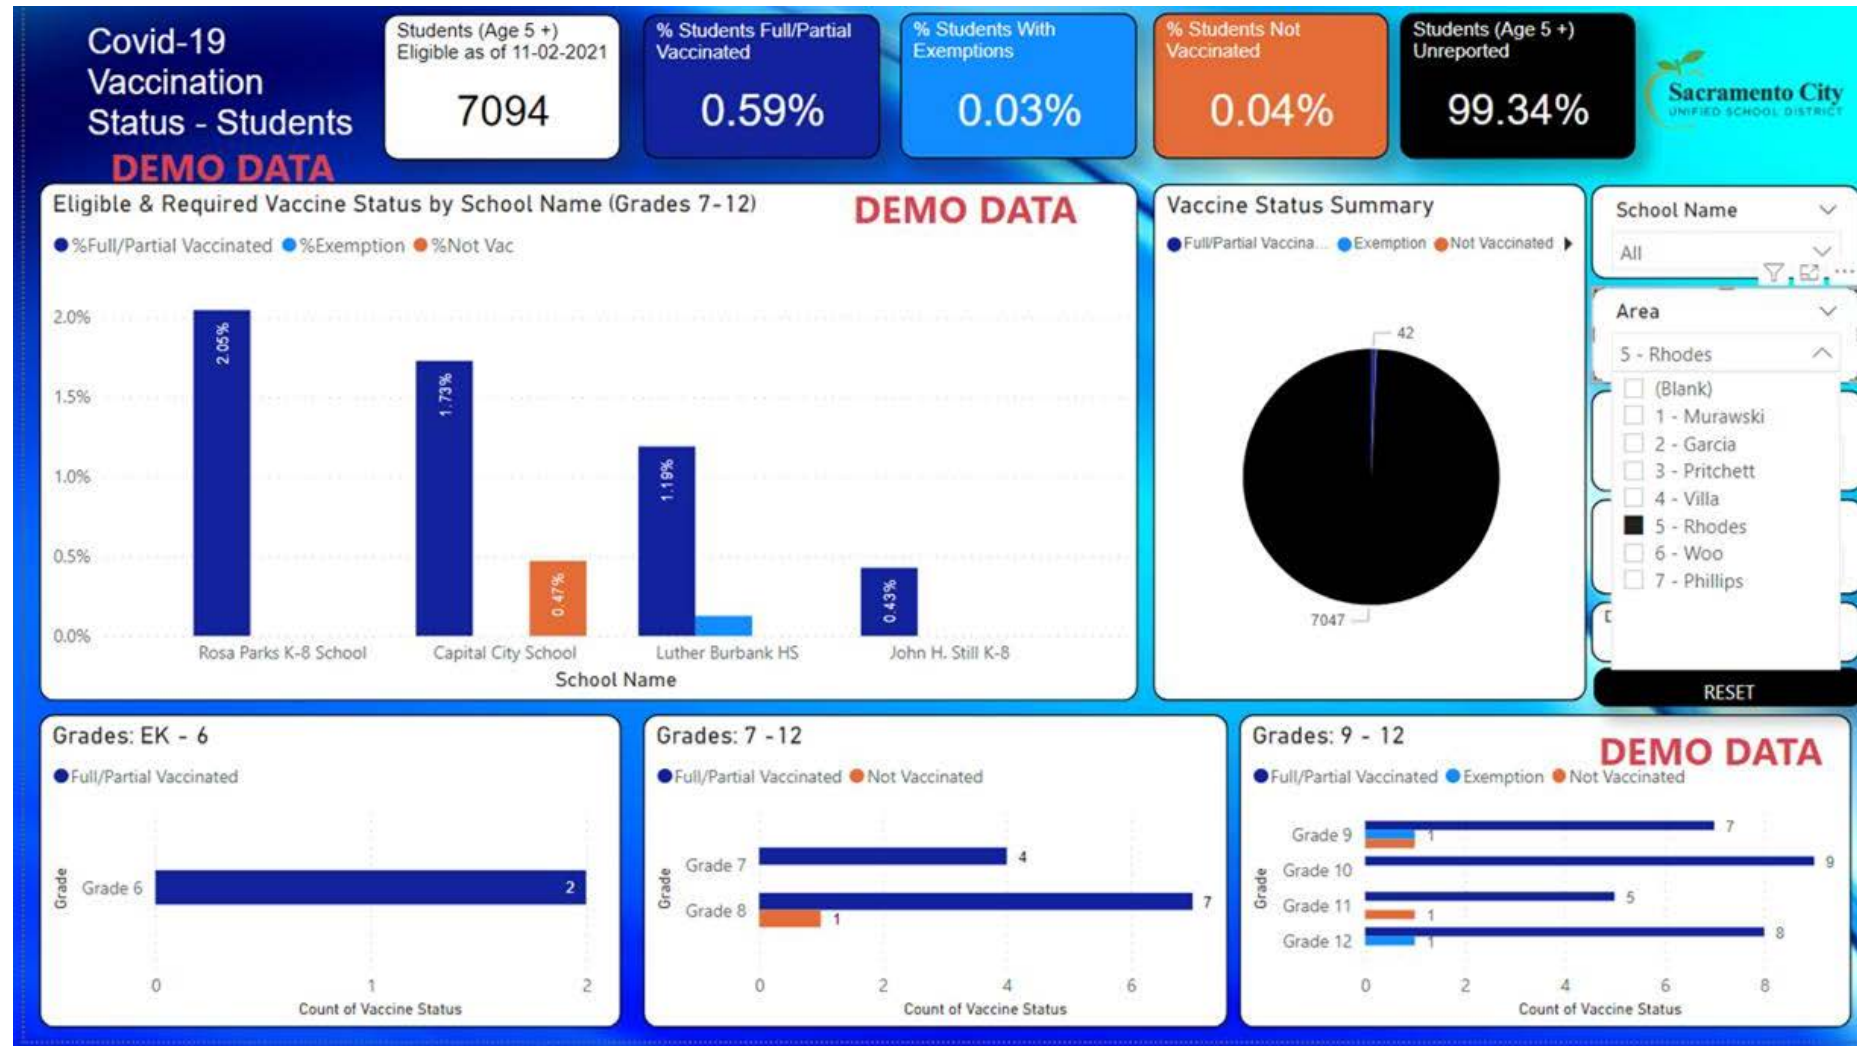 Covid-19
Vaccination
Status - Students
DEMO DATA
Students (Age 5 +)
Eligible as of 11-02-2021
7094
% Students Full/Partial
Vaccinated
0.59%
% Students With
Exemptions
0.03%
% Students Not
Vaccinated
0.04%
Students (Age 5 +)
Unreported
99.34%
Sacramento City
UNIFIED SCHOOL DISTRICT
Eligible & Required Vaccine Status by School Name (Grades 7-12)
DEMO DATA
%Full/Partial Vaccinated %Exemption %Not Vac
2.0%
1.5%
1.0%
0.5%
0.0%
2.05%
1.73%
0.47%
1.19%
0.43%
Rosa Parks K-8 School Capital City School Luther Burbank HS John H. Still K-8
School Name
Vaccine Status Summary
Full/Partial Vaccina... Exemption Not Vaccinated
42
7047
School Name
All
Area
5 - Rhodes
(Blank)
1 - Murawski
2 - Garcia
3 - Pritchett
4 - Villa
5 - Rhodes
6 - Woo
7 - Phillips
RESET
Grades: EK - 6
Full/Partial Vaccinated
Grade
Grade 6
2
0 1 2
Count of Vaccine Status
Grades: 7 -12
Full/Partial Vaccinated Not Vaccinated
Grade
Grade 7 4
Grade 8 7
1
0 2 4 6
Count of Vaccine Status
Grades: 9 - 12
DEMO DATA
Full/Partial Vaccinated Exemption Not Vaccinated
Grade
Grade 9 7
1
Grade 10 9
Grade 11 5
1
Grade 12 8
1
0 2 4 6 8
Count of Vaccine Status